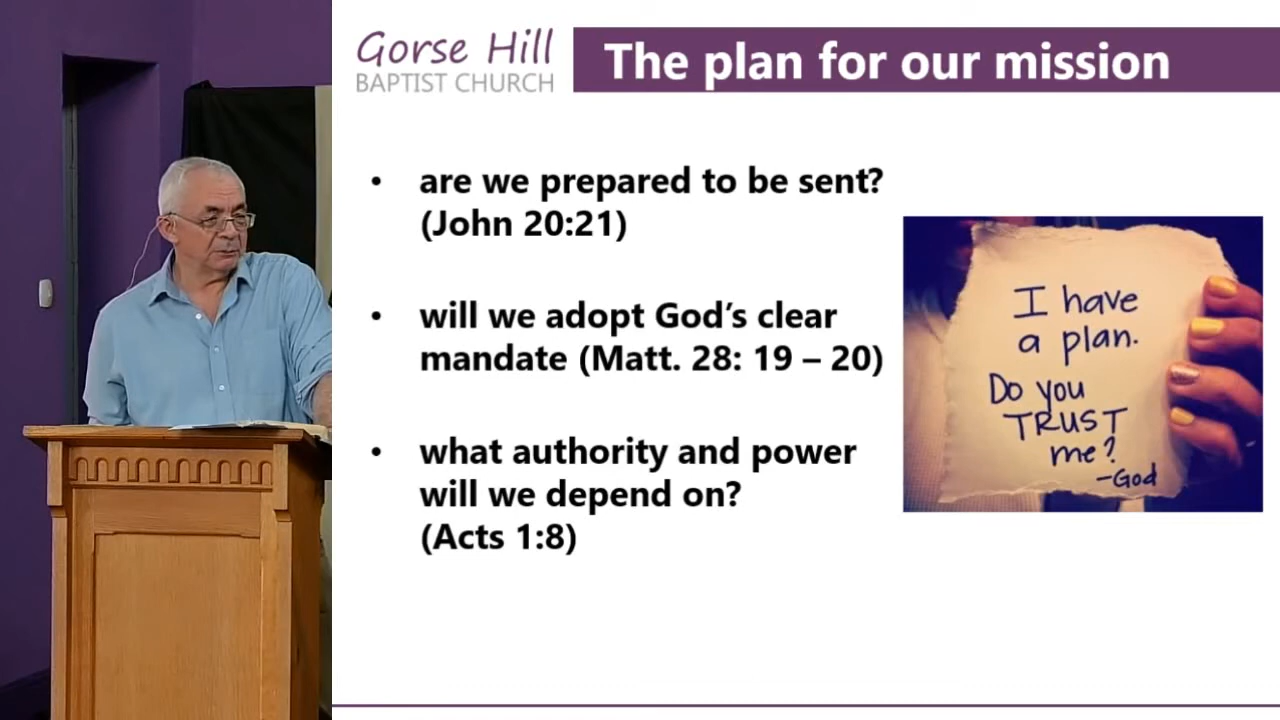 Gorse Hill
BAPTIST CHURCH
The plan for our mission
• are we prepared to be sent?
(John 20:21)
• will we adopt God’s clear
mandate (Matt. 28: 19 – 20)
• what authority and power
will we depend on?
(Acts 1:8)
I have
a plan.
Do you
TRUST
me?
-God